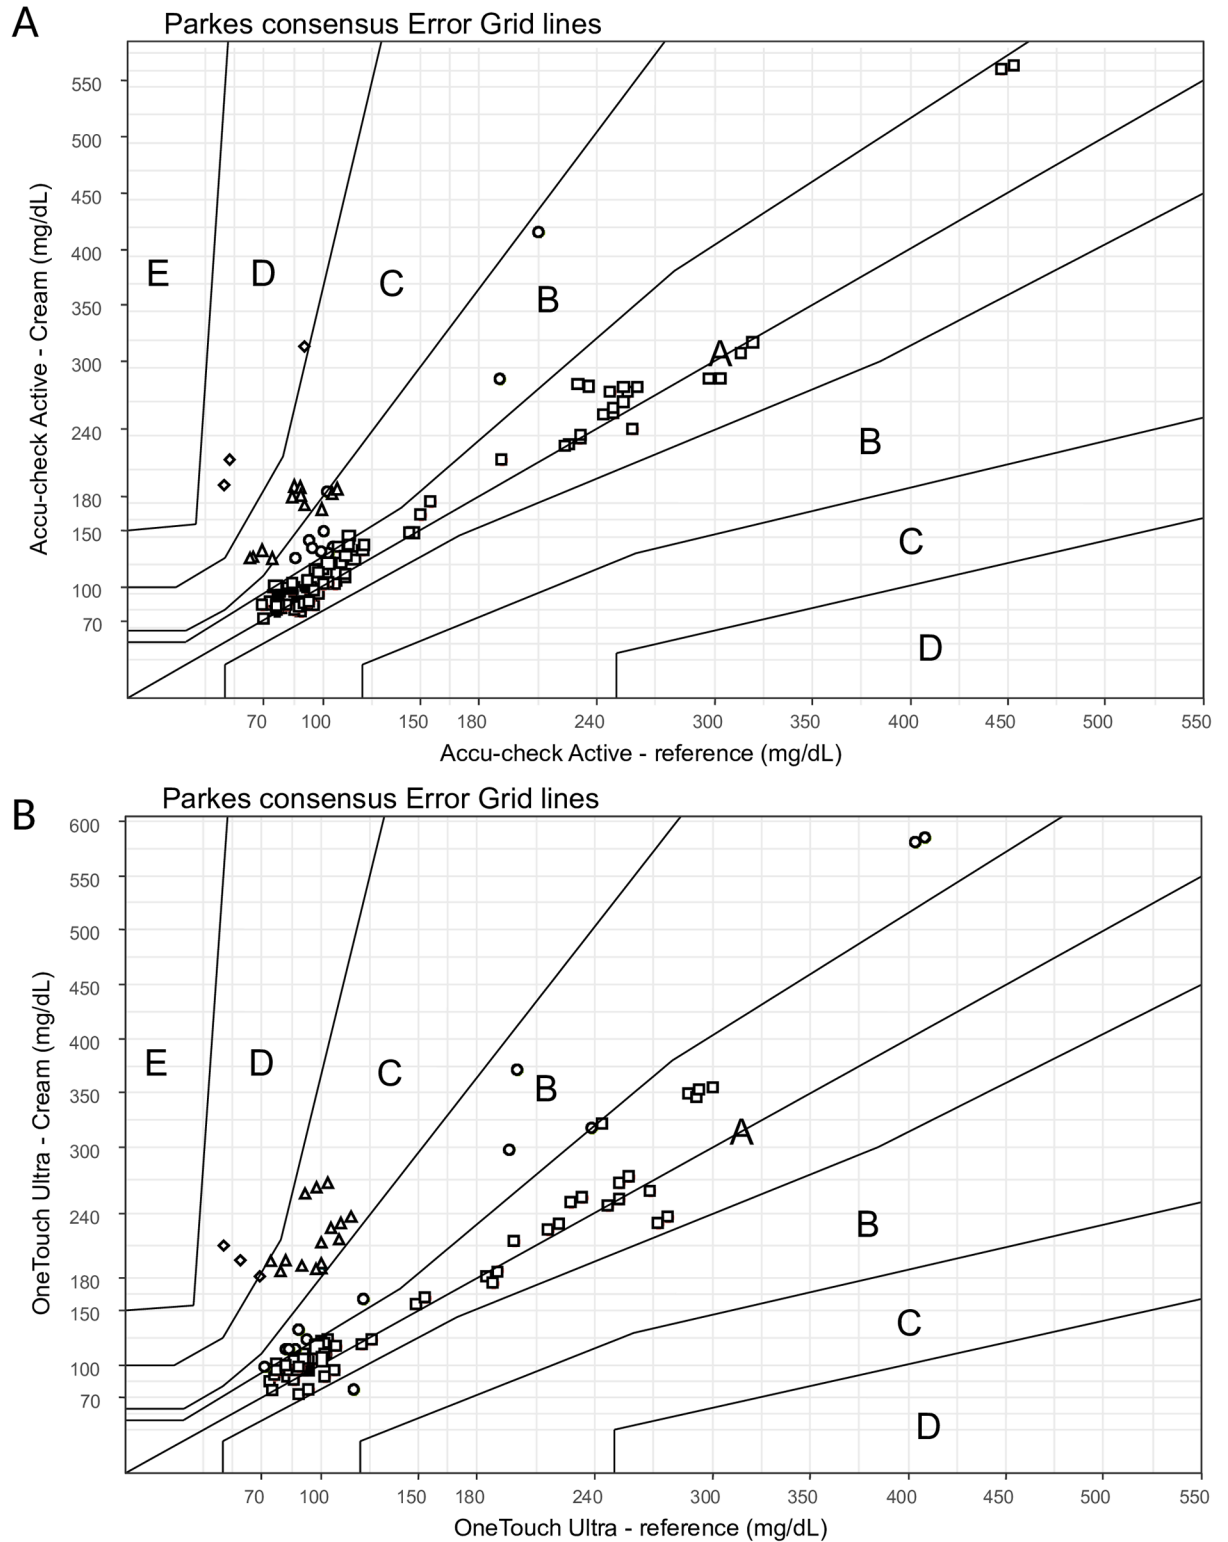 A
Parkes consensus Error Grid lines
Accu-check Active - Cream (mg/dL)
550
500
450
400
350
300
240
180
150
100
70
E
D
C
B
A
B
C
D
70 100 150 180 240 300 350 400 450 500 550
Accu-check Active - reference (mg/dL)
B
Parkes consensus Error Grid lines
OneTouch Ultra - Cream (mg/dL)
600
550
500
450
400
350
300
240
180
150
100
70
E
D
C
B
A
B
C
D
70 100 150 180 240 300 350 400 450 500 550
OneTouch Ultra - reference (mg/dL)